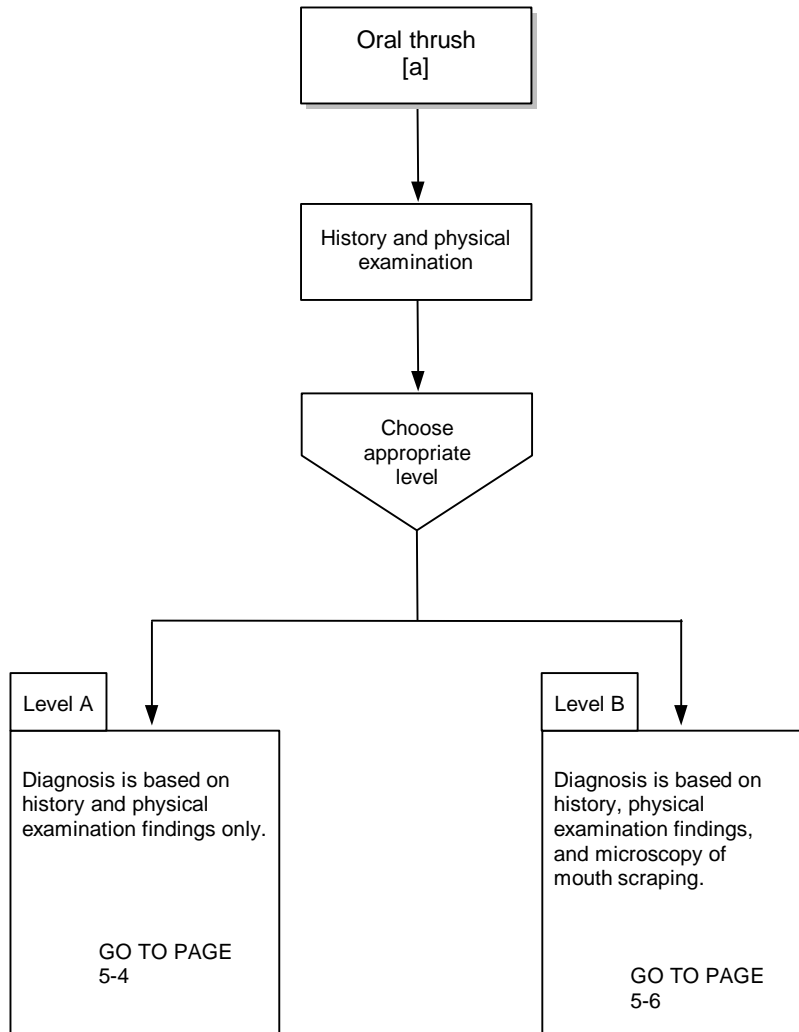 Oral thrush
[a]
History and physical
examination
Choose
appropriate
level
Level A
Diagnosis is based on
history and physical
examination findings only.
GO TO PAGE
5-4
Level B
Diagnosis is based on
history, physical
examination findings,
and microscopy of
mouth scraping.
GO TO PAGE
5-6